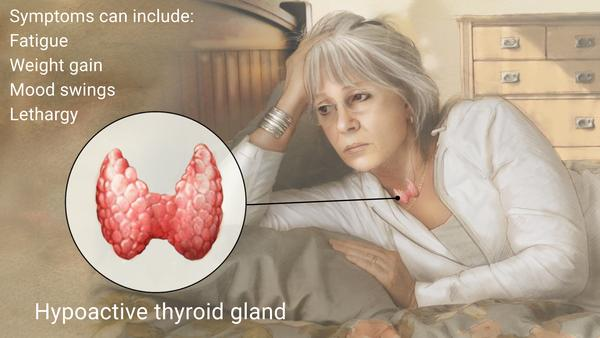 Symptoms can include:
Fatigue
Weight gain
Mood swings
Lethargy
Hypoactive thyroid gland